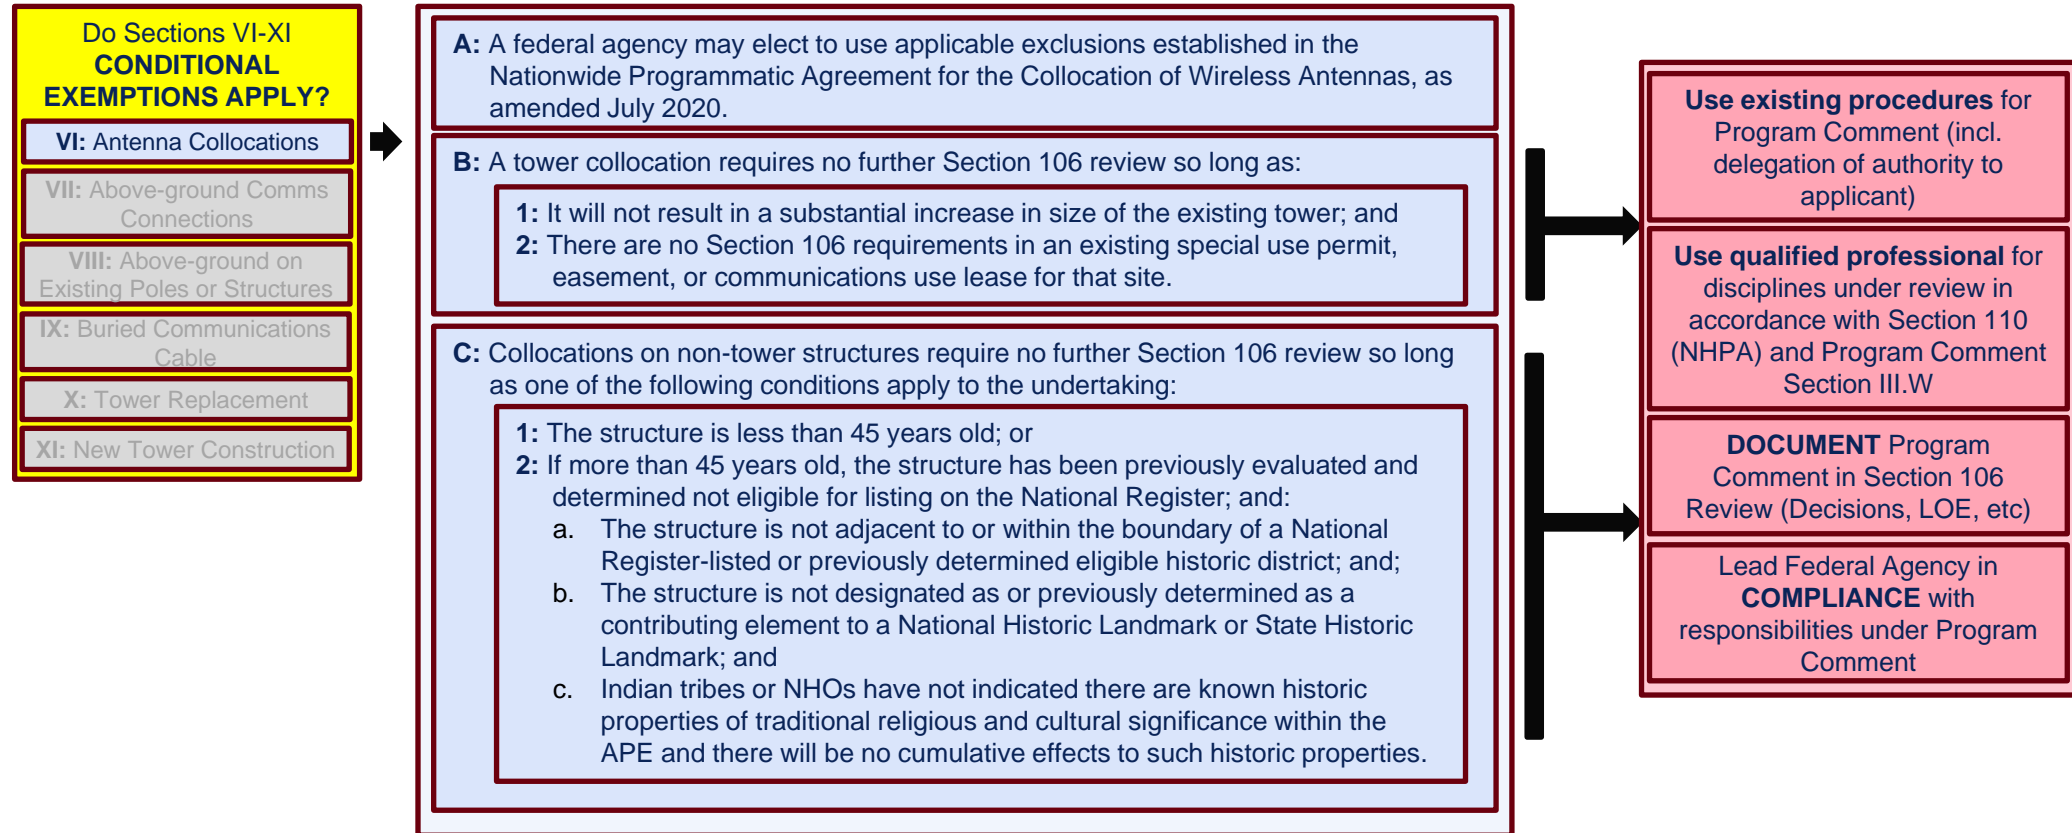 Do Sections VI-XI
CONDITIONAL
EXEMPTIONS APPLY?
VI: Antenna Collocations
VII: Above-ground Comms
Connections
VIII: Above-ground on
Existing Poles or Structures
IX: Buried Communications
Cable
X: Tower Replacement
XI: New Tower Construction
A: A federal agency may elect to use applicable exclusions established in the
Nationwide Programmatic Agreement for the Collocation of Wireless Antennas, as
amended July 2020.
B: A tower collocation requires no further Section 106 review so long as:
1: It will not result in a substantial increase in size of the existing tower; and
2: There are no Section 106 requirements in an existing special use permit,
easement, or communications use lease for that site.
C: Collocations on non-tower structures require no further Section 106 review so long
as one of the following conditions apply to the undertaking:
1: The structure is less than 45 years old; or
2: If more than 45 years old, the structure has been previously evaluated and
determined not eligible for listing on the National Register; and:
a. The structure is not adjacent to or within the boundary of a National
Register-listed or previously determined eligible historic district; and;
b. The structure is not designated as or previously determined as a
contributing element to a National Historic Landmark or State Historic
Landmark; and
c. Indian tribes or NHOs have not indicated there are known historic
properties of traditional religious and cultural significance within the
APE and there will be no cumulative effects to such historic properties.
Use existing procedures for
Program Comment (incl.
delegation of authority to
applicant)
Use qualified professional for
disciplines under review in
accordance with Section 110
(NHPA) and Program Comment
Section III.W
DOCUMENT Program
Comment in Section 106
Review (Decisions, LOE, etc)
Lead Federal Agency in
COMPLIANCE with
responsibilities under Program
Comment